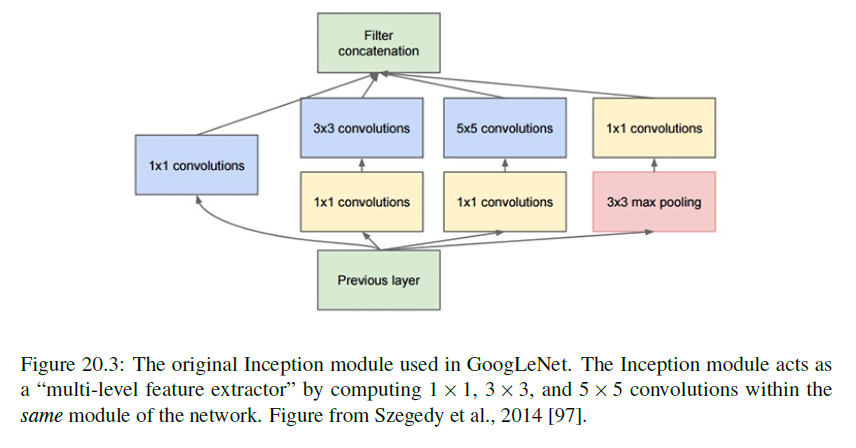 Filter
concatenation
3x3 convolutions
5x5 convolutions
1x1 convolutions
1x1 convolutions
1x1 convolutions
1x1 convolutions
3x3 max pooling
Previous layer
Figure 20.3: The original Inception module used in GoogLeNet. The Inception module acts as
a “multi-level feature extractor” by computing 1 × 1, 3 × 3, and 5 × 5 convolutions within the
same module of the network. Figure from Szegedy et al., 2014 [97].